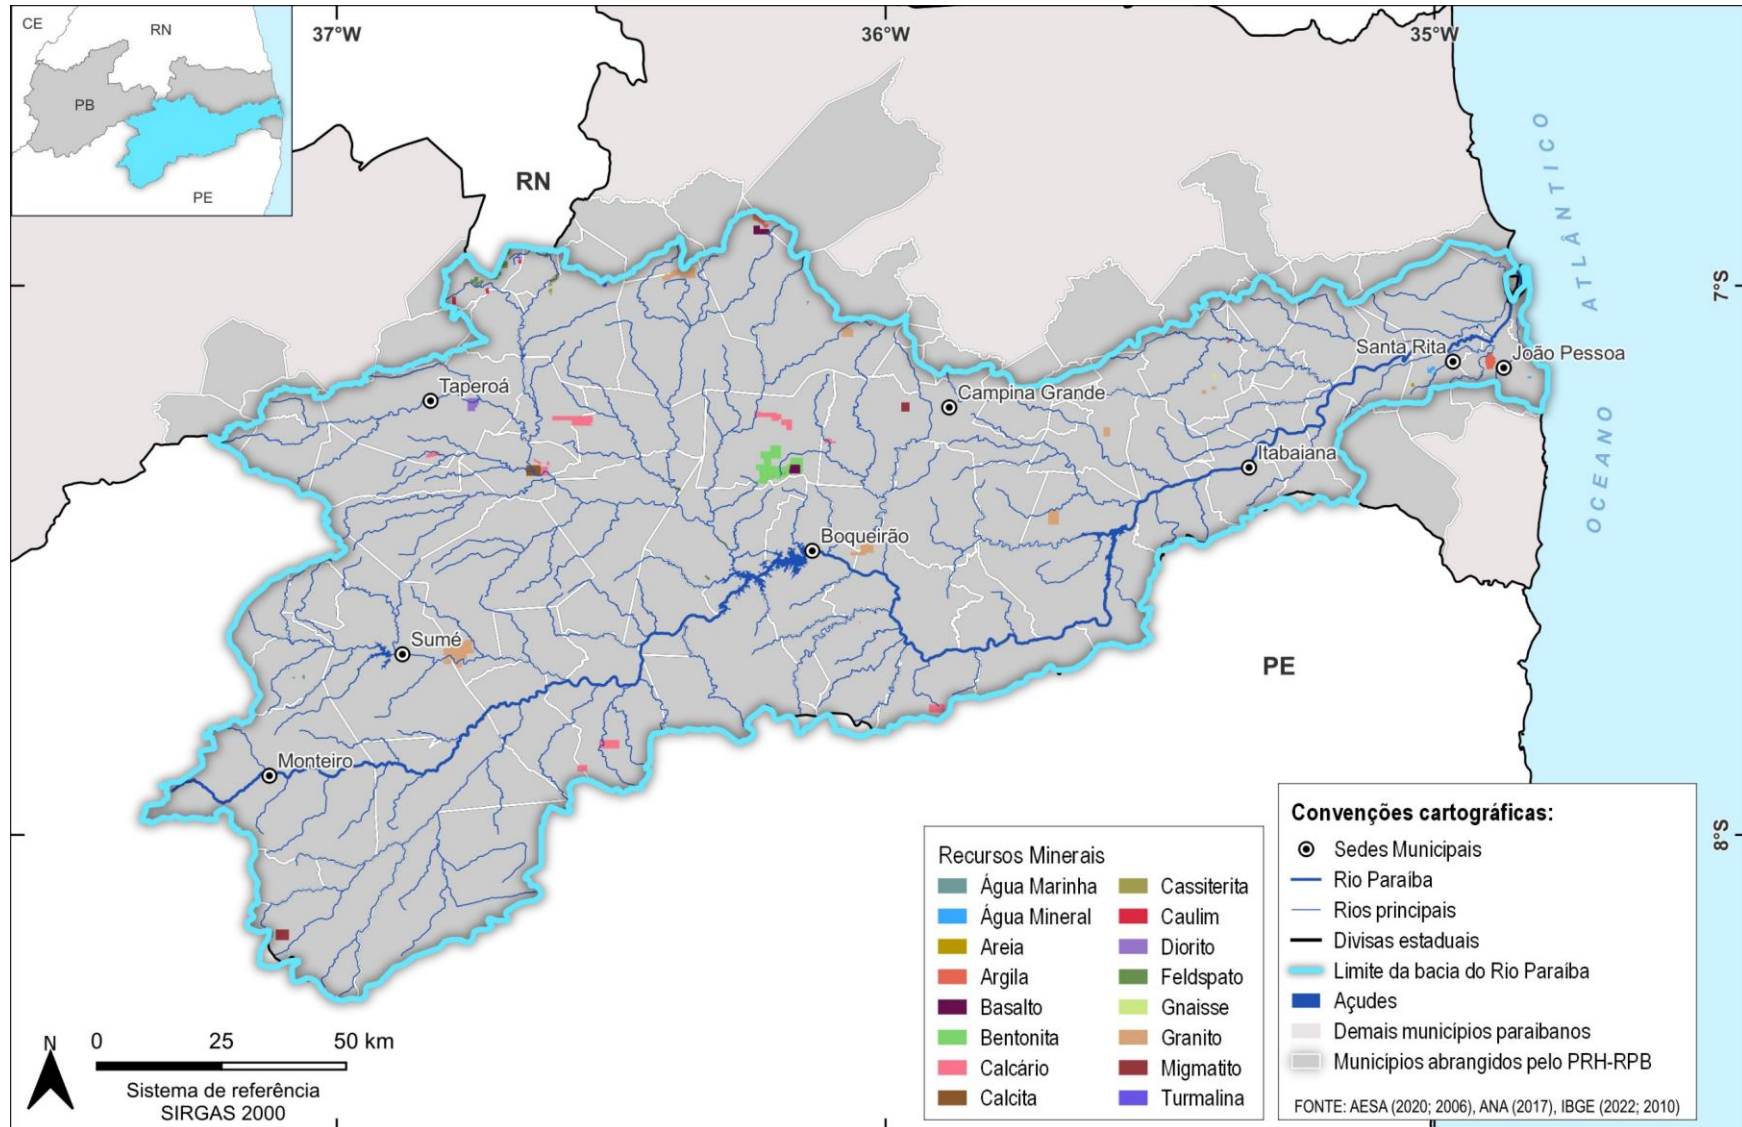 CE
RN
PB
PE
37°W
36°W
35°W
RN
7°S
OCEANO ATLÂNTICO
Santa Rita
João Pessoa
Taperoá
Campina Grande
Itabaiana
Boqueirão
Sumé
PE
Monteiro
8°S
N
0 25 50 km
Sistema de referência
SIRGAS 2000
Recursos Minerais
Água Marinha
Água Mineral
Areia
Argila
Basalto
Bentonita
Calcário
Calcita
Cassiterita
Caulim
Diorito
Feldspato
Gnaisse
Granito
Migmatito
Turmalina
Convenções cartográficas:
Sedes Municipais
Rio Paraíba
Rios principais
Divisas estaduais
Limite da bacia do Rio Paraíba
Açudes
Demais municípios paraibanos
Municípios abrangidos pelo PRH-RPB
FONTE: AESA (2020; 2006), ANA (2017), IBGE (2022; 2010)